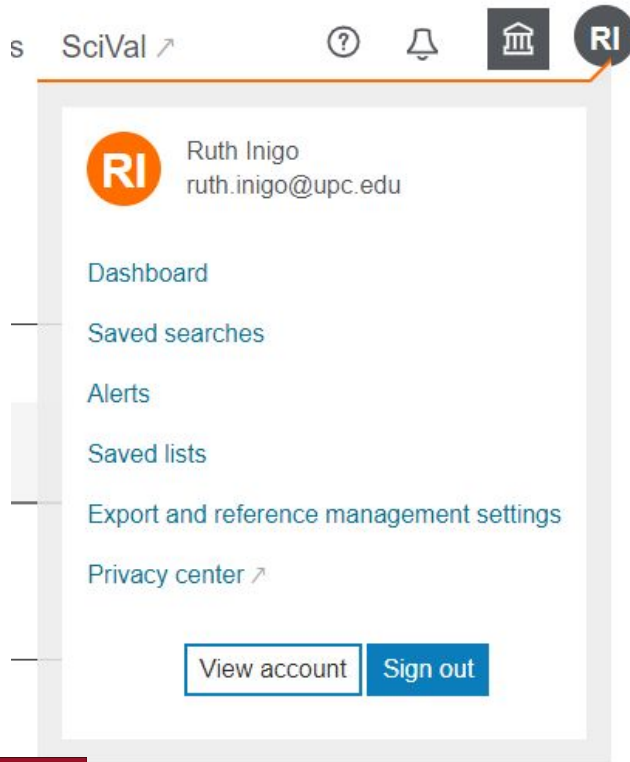 s SciVal ↗ ? RI
RI
Ruth Inigo
ruth.inigo@upc.edu
Dashboard
Saved searches
Alerts
Saved lists
Export and reference management settings
Privacy center ↗
View account Sign out